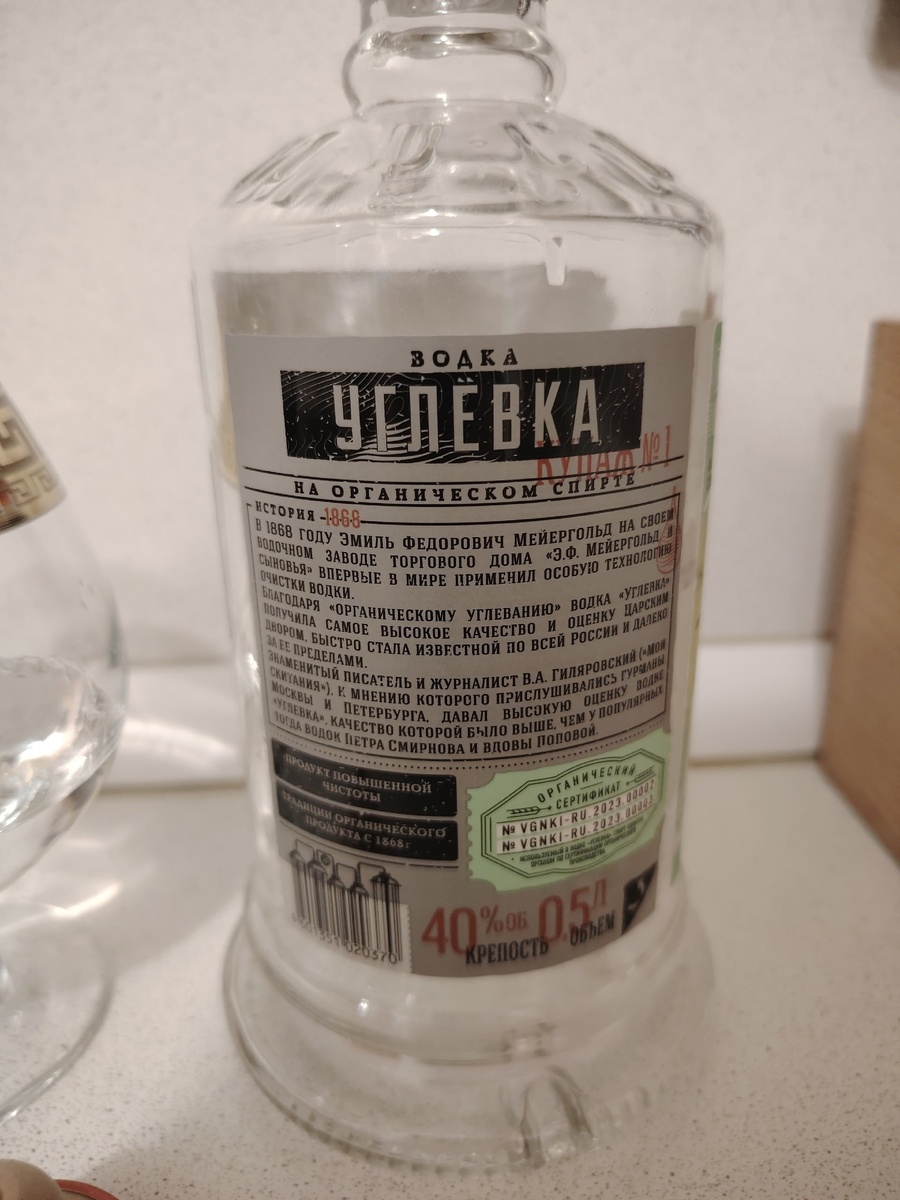 ВОДКА
УГЛЁВКА
КУПАЖ №1
НА ОРГАНИЧЕСКОМ СПИРТЕ
ИСТОРИЯ 1868
В 1868 ГОДУ ЭМИЛЬ ФЕДОРОВИЧ МЕЙЕРГОЛЬД НА СВОЕМ
ВОДОЧНОМ ЗАВОДЕ ТОРГОВОГО ДОМА «Э.Ф. МЕЙЕРГОЛЬД И
СЫНОВЬЯ» ВПЕРВЫЕ В МИРЕ ПРИМЕНИЛ ОСОБУЮ ТЕХНОЛОГИЮ
ОЧИСТКИ ВОДКИ.
БЛАГОДАРЯ «ОРГАНИЧЕСКОМУ УГЛЕВАНИЮ» ВОДКА «УГЛЕВКА»
ПОЛУЧИЛА САМОЕ ВЫСОКОЕ КАЧЕСТВО И ОЦЕНКУ ЦАРСКИМ
ДВОРОМ, БЫСТРО СТАЛА ИЗВЕСТНОЙ ПО ВСЕЙ РОССИИ И ДАЛЕКО
ЗА ЕЕ ПРЕДЕЛАМИ.
ЗНАМЕНИТЫЙ ПИСАТЕЛЬ И ЖУРНАЛИСТ В.А. ГИЛЯРОВСКИЙ («МОИ
СКИТАНИЯ»), К МНЕНИЮ КОТОРОГО ПРИСЛУШИВАЛИСЬ ГУРМАНЫ
МОСКВЫ И ПЕТЕРБУРГА, ДАВАЛ ВЫСОКУЮ ОЦЕНКУ ВОДКЕ
«УГЛЕВКА», КАЧЕСТВО КОТОРОЙ БЫЛО ВЫШЕ, ЧЕМ У ПОПУЛЯРНЫХ
ТОГДА ВОДОК ПЕТРА СМИРНОВА И ВДОВЫ ПОПОВОЙ.
ПРОДУКТ ПОВЫШЕННОЙ
ЧИСТОТЫ
ТРАДИЦИИ ОРГАНИЧЕСКОГО
ПРОДУКТА С 1868г
ОРГАНИЧЕСКИЙ
СЕРТИФИКАТ
№ VGNKI-RU.2023.00002
№ VGNKI-RU.2023.00003
40%ОБ.
КРЕПОСТЬ
0,5Л
ОБЪЕМ